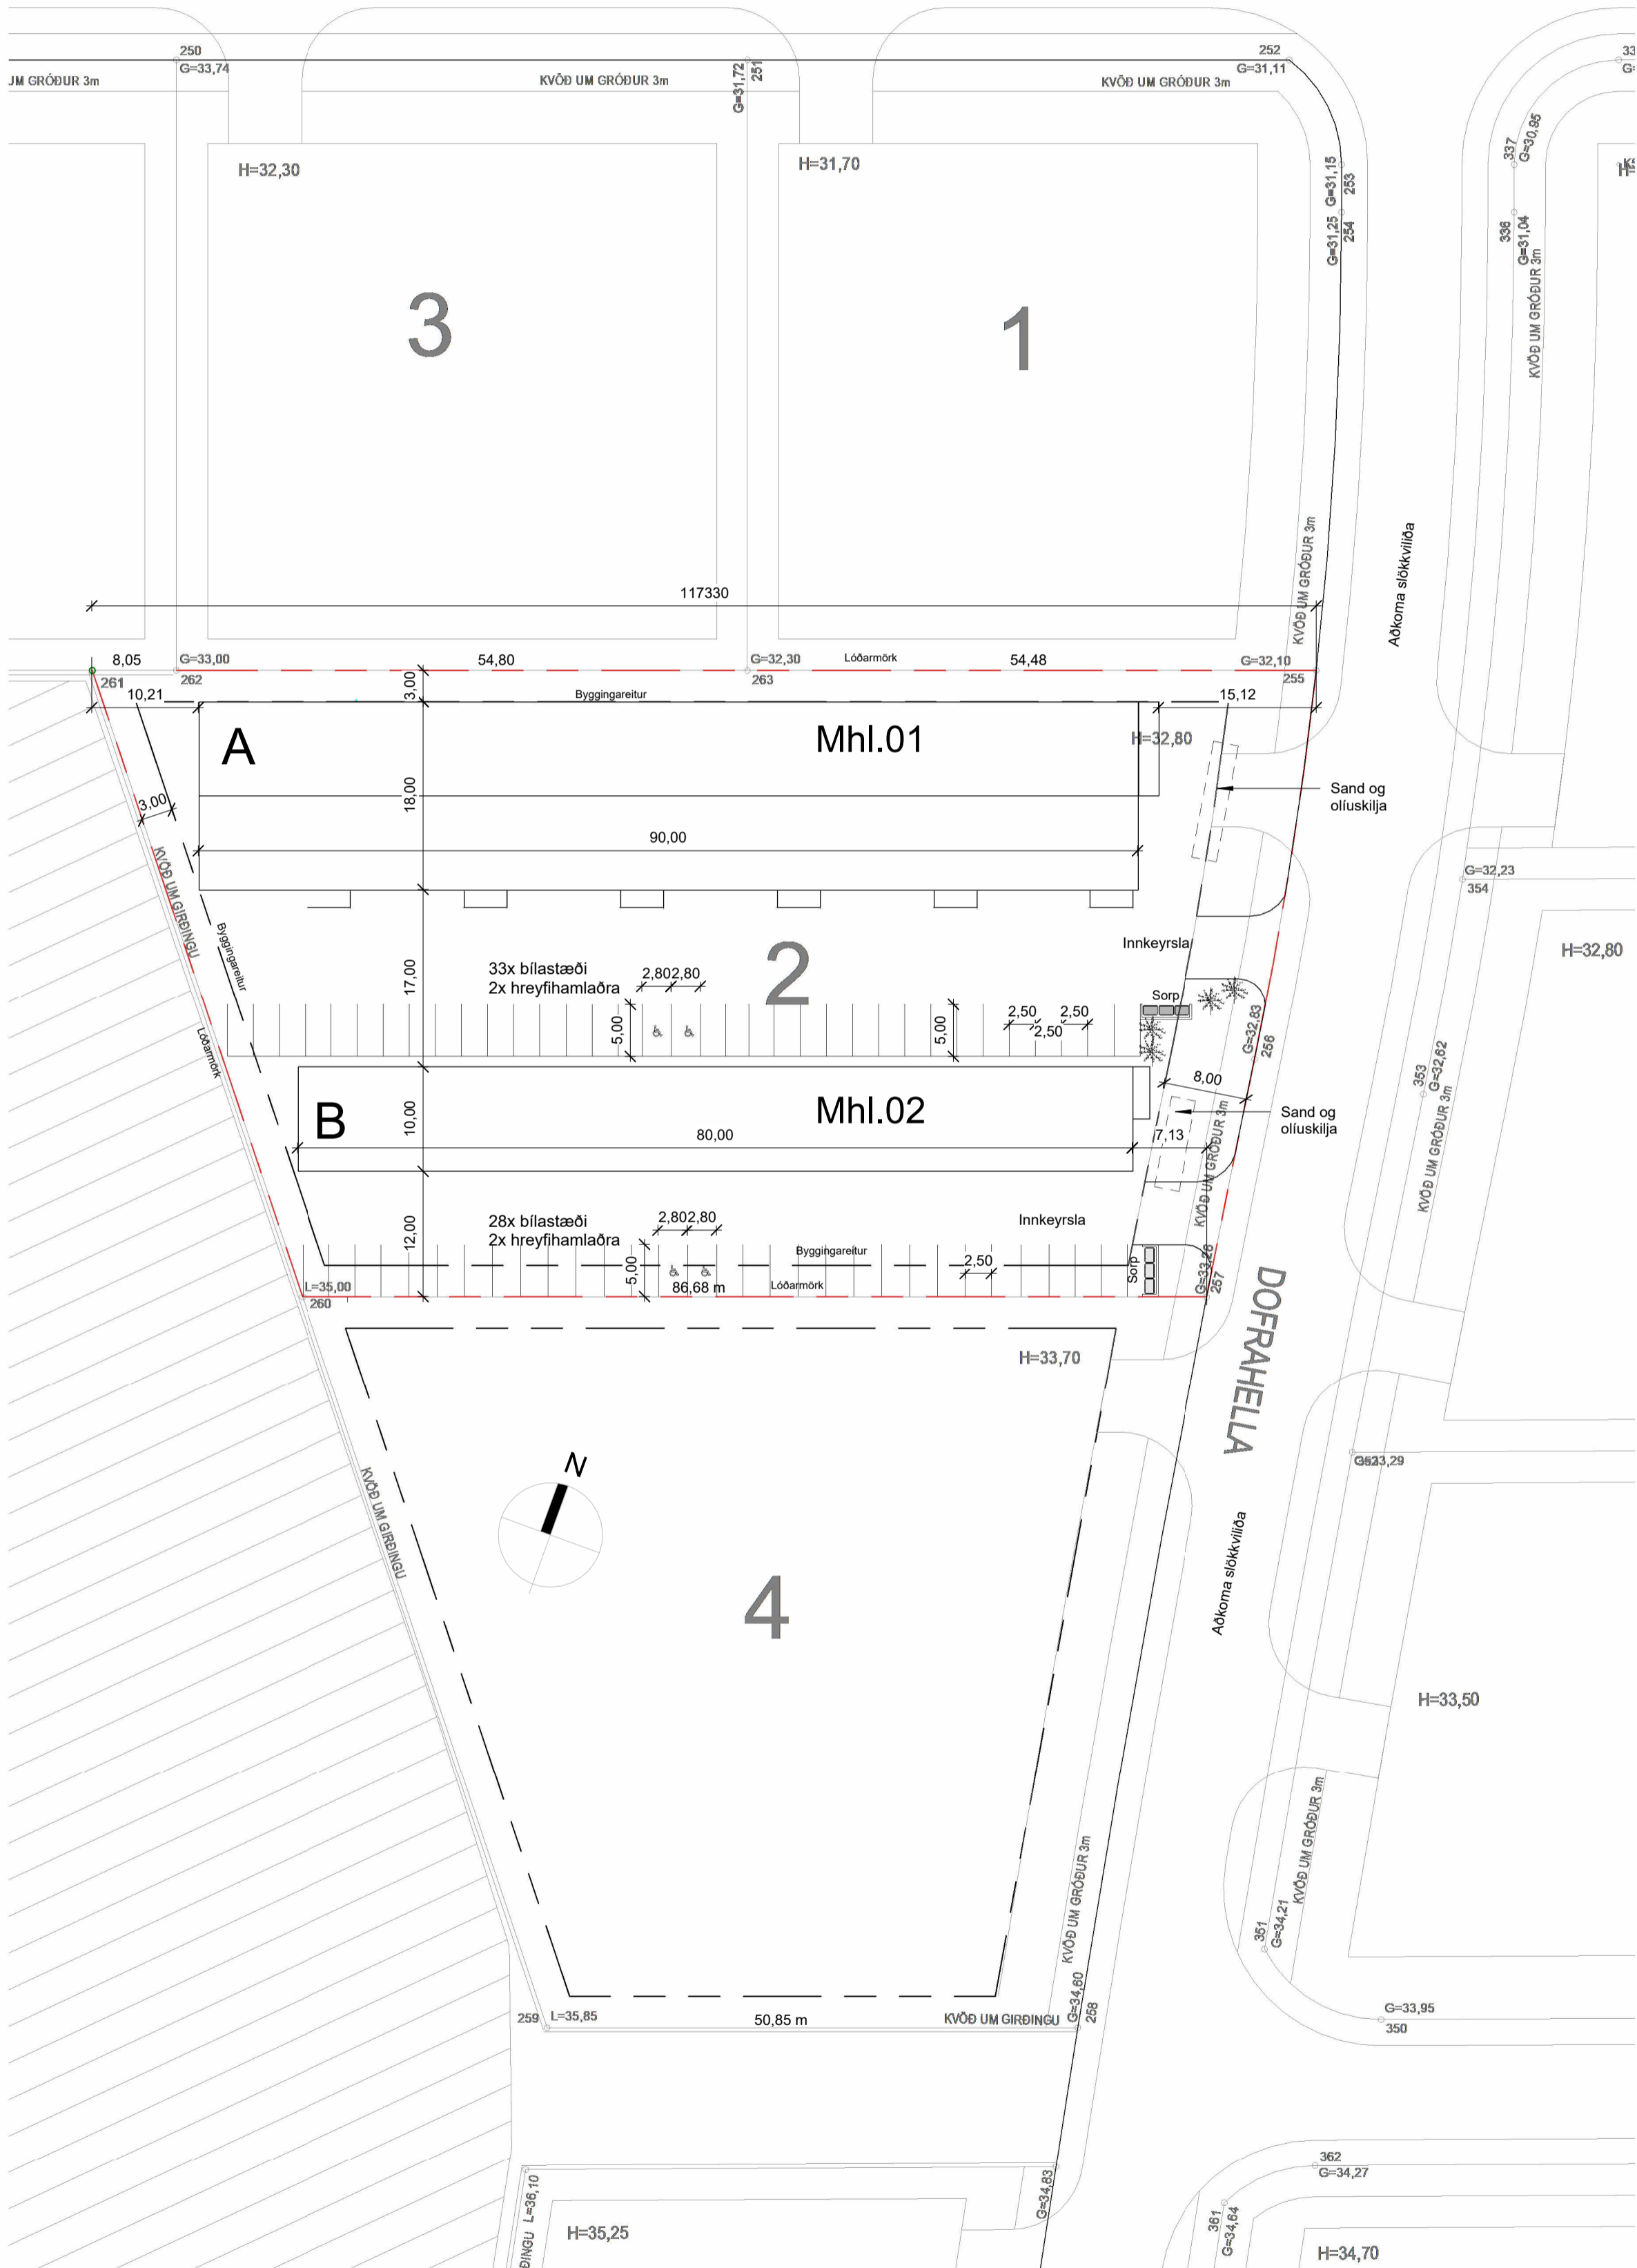 250
G=33,74
JM GRÓÐUR 3m
KVÖÐ UM GRÓÐUR 3m
G=31,72
251
252
G=31,11
KVÖÐ UM GRÓÐUR 3m
33
G=
H=32,30
H=31,70
G=31,15
253
G=31,25
254
337
G=30,95
336
G=31,04
KVÖÐ UM GRÓÐUR 3m
3
1
KVÖÐ UM GRÓÐUR 3m
Aðkoma slökkviliða
117330
8,05
G=33,00
54,80
G=32,30
Lóðarmörk
54,48
G=32,10
261
262
263
255
10,21
3,00
Byggingareitur
15,12
A
Mhl.01
H=32,80
18,00
3,00
Sand og
olíuskilja
90,00
KVÖÐ UM GIRÐINGU
G=32,23
354
Byggingareitur
2
Innkeyrsla
H=32,80
33x bílastæði
2x hreyfihamlaðra
2,80
2,80
17,00
Sorp
5,00
5,00
2,50
2,50
2,50
Lóðarmörk
G=32,83
256
353
G=32,62
KVÖÐ UM GRÓÐUR 3m
8,00
B
Mhl.02
10,00
80,00
7,13
Sand og
olíuskilja
KVÖÐ UM GRÓÐUR 3m
28x bílastæði
2x hreyfihamlaðra
2,80
2,80
12,00
Innkeyrsla
Byggingareitur
5,00
2,50
Sorp
L=35,00
260
86,68 m
Lóðarmörk
G=33,26
257
DOFRAHELLA
H=33,70
N
KVÖÐ UM GIRÐINGU
G=33,29
4
Aðkoma slökkviliða
H=33,50
KVÖÐ UM GRÓÐUR 3m
KVÖÐ UM GRÓÐUR 3m
351
G=34,21
259
L=35,85
50,85 m
KVÖÐ UM GIRÐINGU
G=34,60
258
G=33,95
350
362
G=34,27
ÐINGU L=36,10
G=34,83
361
G=34,64
H=35,25
H=34,70